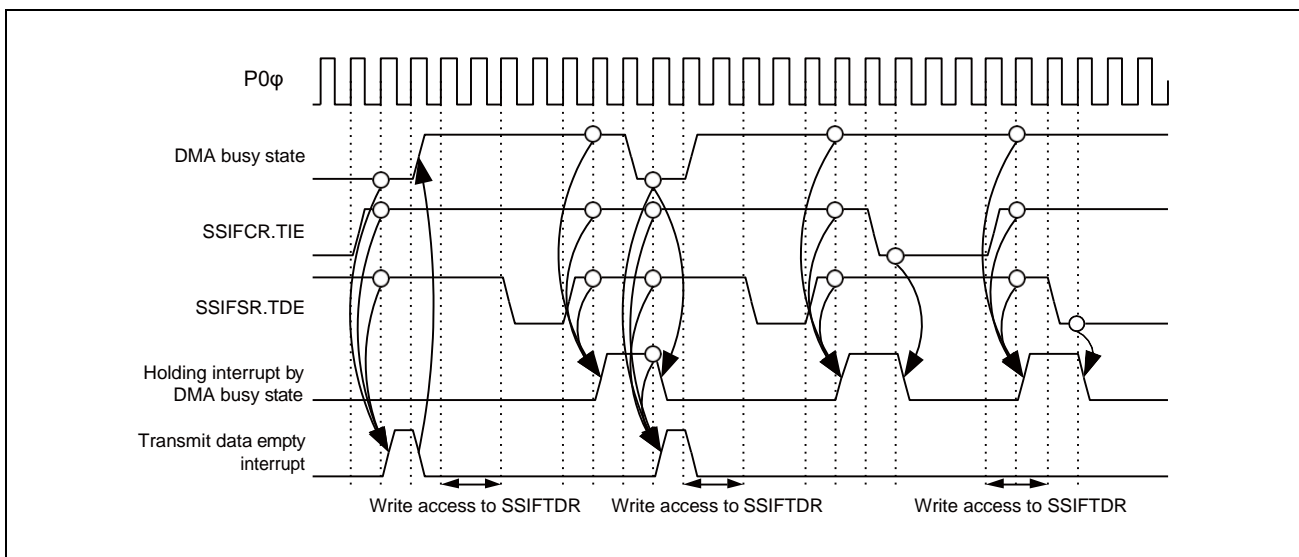 P0φ
DMA busy state
SSIFCR.TIE
SSIFSR.TDE
Holding interrupt by
DMA busy state
Transmit data empty
interrupt
Write access to SSIFTDR
Write access to SSIFTDR
Write access to SSIFTDR